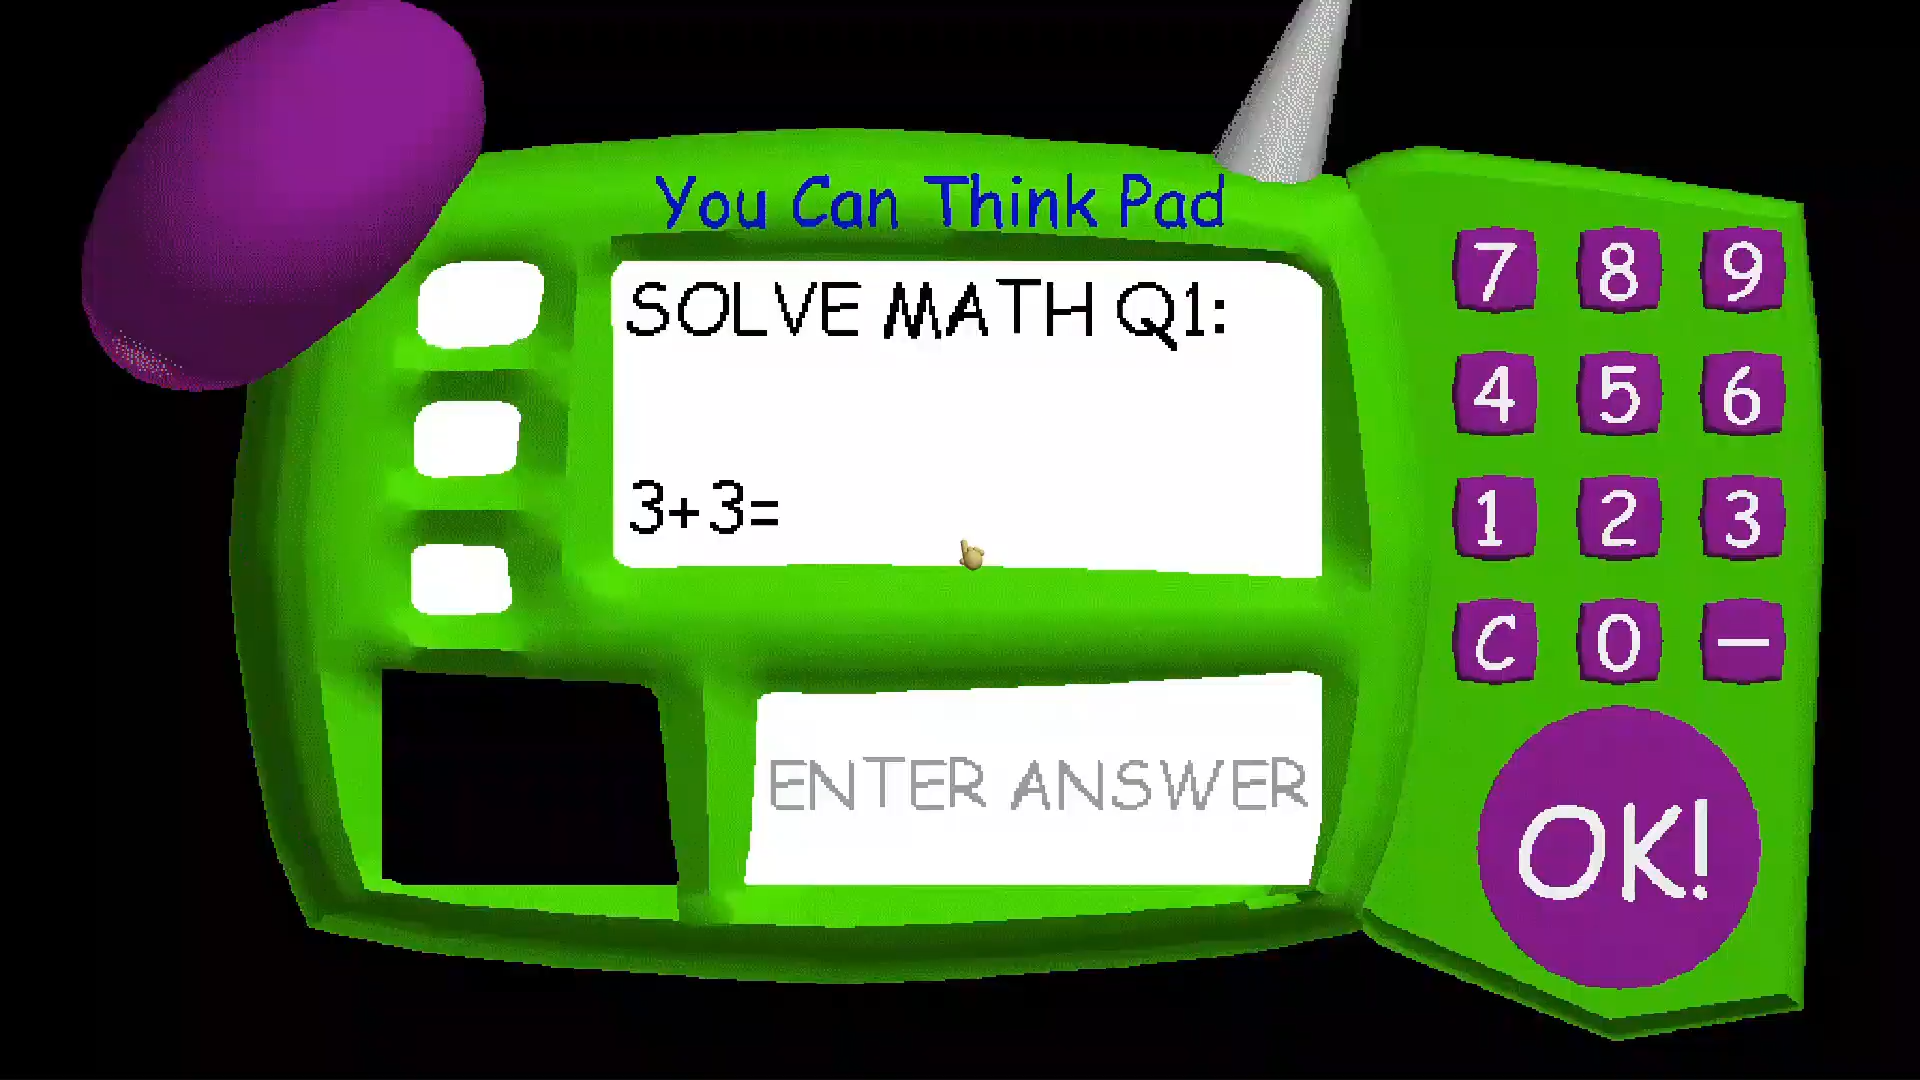 You Can Think Pad
SOLVE MATH Q1:
3+3=
ENTER ANSWER
7 8 9
4 5 6
1 2 3
C 0 —
OK!